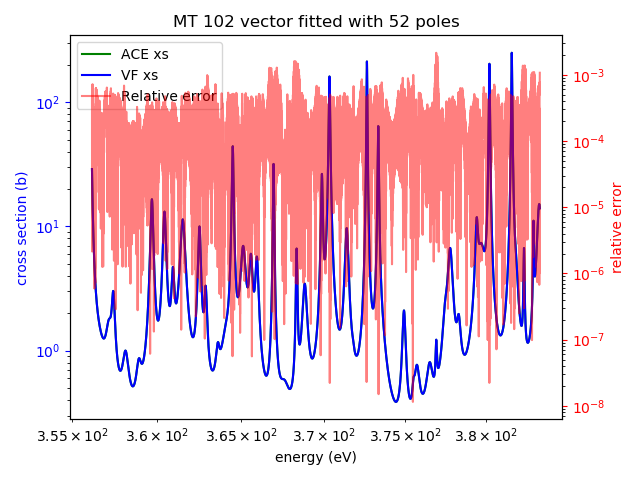 MT 102 vector fitted with 52 poles
ACE xs
VF xs
Relative error
cross section (b)
10²
10¹
10⁰
10⁻³
10⁻⁴
10⁻⁵
10⁻⁶
10⁻⁷
10⁻⁸
relative error
3.55 × 10² 3.6 × 10² 3.65 × 10² 3.7 × 10² 3.75 × 10² 3.8 × 10²
energy (eV)